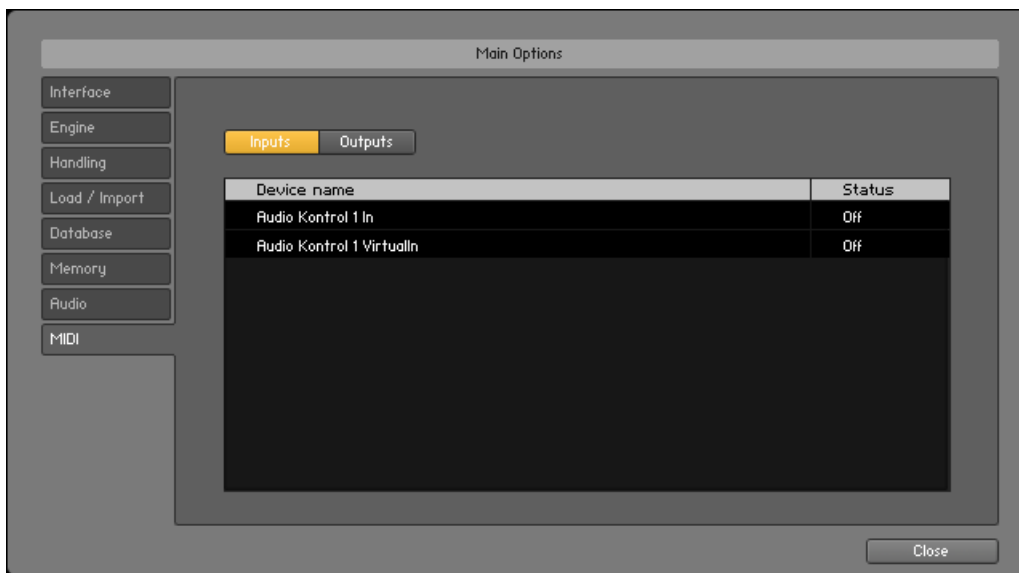 Main Options
Interface
Engine
Handling
Load / Import
Database
Memory
Audio
MIDI
Inputs Outputs
Device name Status
Audio Kontrol 1 In Off
Audio Kontrol 1 VirtualIn Off
Close